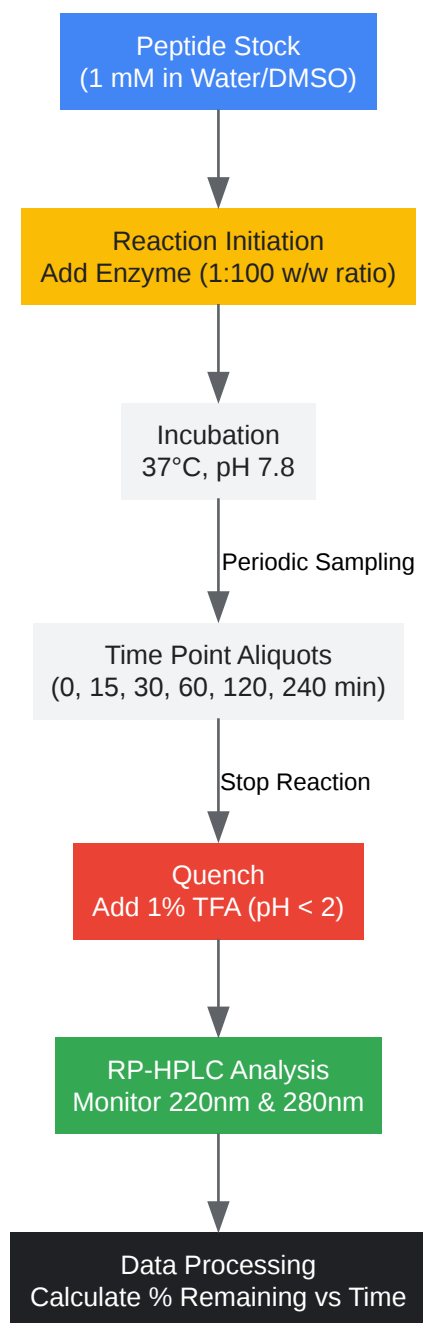 Peptide Stock
(1 mM in Water/DMSO)
Reaction Initiation
Add Enzyme (1:100 w/w ratio)
Incubation
37°C, pH 7.8
Periodic Sampling
Time Point Aliquots
(0, 15, 30, 60, 120, 240 min)
Stop Reaction
Quench
Add 1% TFA (pH < 2)
RP-HPLC Analysis
Monitor 220nm & 280nm
Data Processing
Calculate % Remaining vs Time